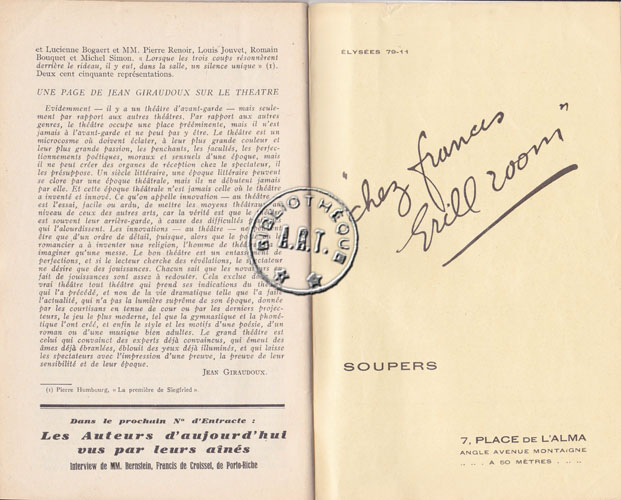 et Lucienne Bogaert et MM. Pierre Renoir, Louis Jouvet, Romain
Bouquet et Michel Simon. « Lorsque les trois coups résonnèrent
derrière le rideau, il y eut, dans la salle, un silence unique » (1).
Deux cent cinquante représentations.
UNE PAGE DE JEAN GIRAUDOUX SUR LE THEATRE
Evidemment — il y a un théâtre d'avant-garde — mais seule-
ment par rapport aux autres théâtres. Par rapport aux autres
genres, le théâtre occupe une place prééminente, mais il n'est
jamais à l'avant-garde et ne peut pas y être. Le théâtre est un
microcosme où doivent éclater, à leur plus grande couleur et
leur plus grande passion, les penchants, les facultés, les perfec-
tionnements poétiques, moraux et sensuels d'une époque, mais
il ne peut créer des organes de réception chez le spectateur, il
les présuppose. Un siècle littéraire, une époque littéraire peuvent
se clore par une époque théâtrale, mais ils ne débutent jamais
par elle. Et cette époque théâtrale n'est jamais celle où le théâtre
a inventé et innové. Ce qu'on appelle innovation — au théâtre —
est l'essai, facile ou ardu, de mettre les moyens théâtraux au
niveau de ceux des autres arts, car la vérité est que le
est souvent leur arrière-garde, à cause des difficultés
qui l'alourdissent. Les innovations — au théâtre — ne
être que d'un ordre de détail, puisque, alors que le
romancier a à inventer une religion, l'homme de
imaginer qu'une messe. Le bon théâtre est un
perfections, et si le lecteur cherche des révélations, le
ne désire que des jouissances. Chacun sait que les
fait de jouissances sont assez à redouter. Cela exclue
vrai théâtre tout théâtre qui prend ses indications du
qui l'a précédé, et non de la vie dramatique telle que l'a
l'actualité, qui n'a pas la lumière suprême de son époque, donnée
par les courtisans en tenue de cour ou par les derniers projec-
teurs, le jeu le plus moderne, tel que la gymnastique et la phoné-
tique l'ont créé, et enfin le style et les motifs d'une poésie, d'un
roman ou d'une musique bien adultes. Le grand théâtre est
celui qui convainct des experts déjà convaincus, qui émeut des
âmes déjà ébranlées, éblouit des yeux déjà illuminés, et qui laisse
les spectateurs avec l'impression d'une preuve, la preuve de leur
sensibilité et de leur époque.
JEAN GIRAUDOUX.
(1) Pierre Humbourg, « La première de Siegfried ».
Dans le prochain N° d'Entracte :
Les Auteurs d'aujourd'hui
vus par leurs aînés
Interview de MM. Bernstein, Francis de Croisset, de Porto-Riche
BIBLIOTHÈQUE
A.R.T.
ÉLYSÉES 79-11
"chez francis
Grill room"
SOUPERS
7, PLACE DE L'ALMA
ANGLE AVENUE MONTAIGNE
.. .. . A 50 MÈTRES . .. ..